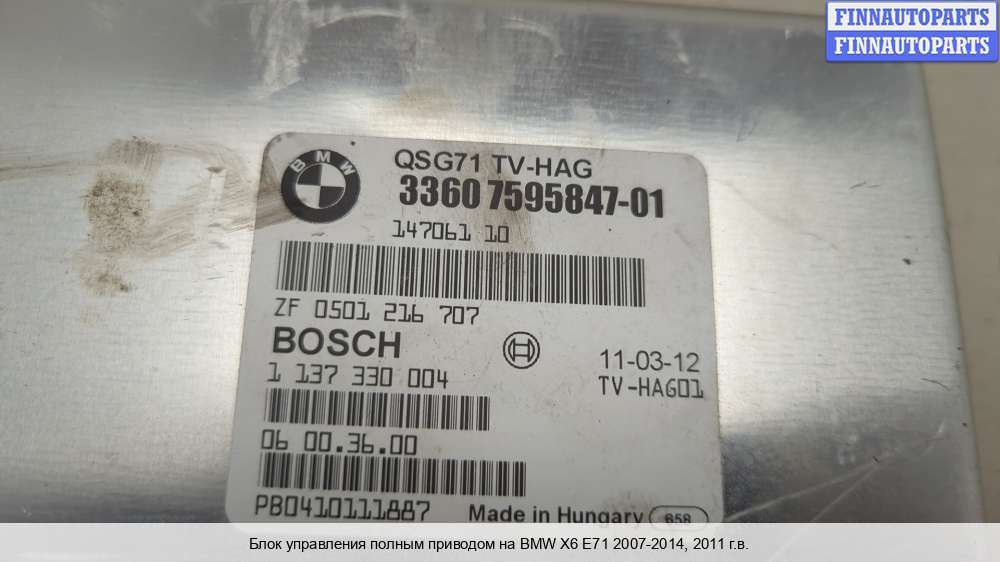 FINNAUTOPARTS
FINNAUTOPARTS
BMW
QSG71 TV-HAG
3360 7595847-01
147061 10
ZF 0501 216 707
BOSCH
11-03-12
1 137 330 004
TV-HAG01
06 00.36.00
PB0410111887
Made in Hungary 658
Блок управления полным приводом на BMW X6 E71 2007-2014, 2011 г.в.